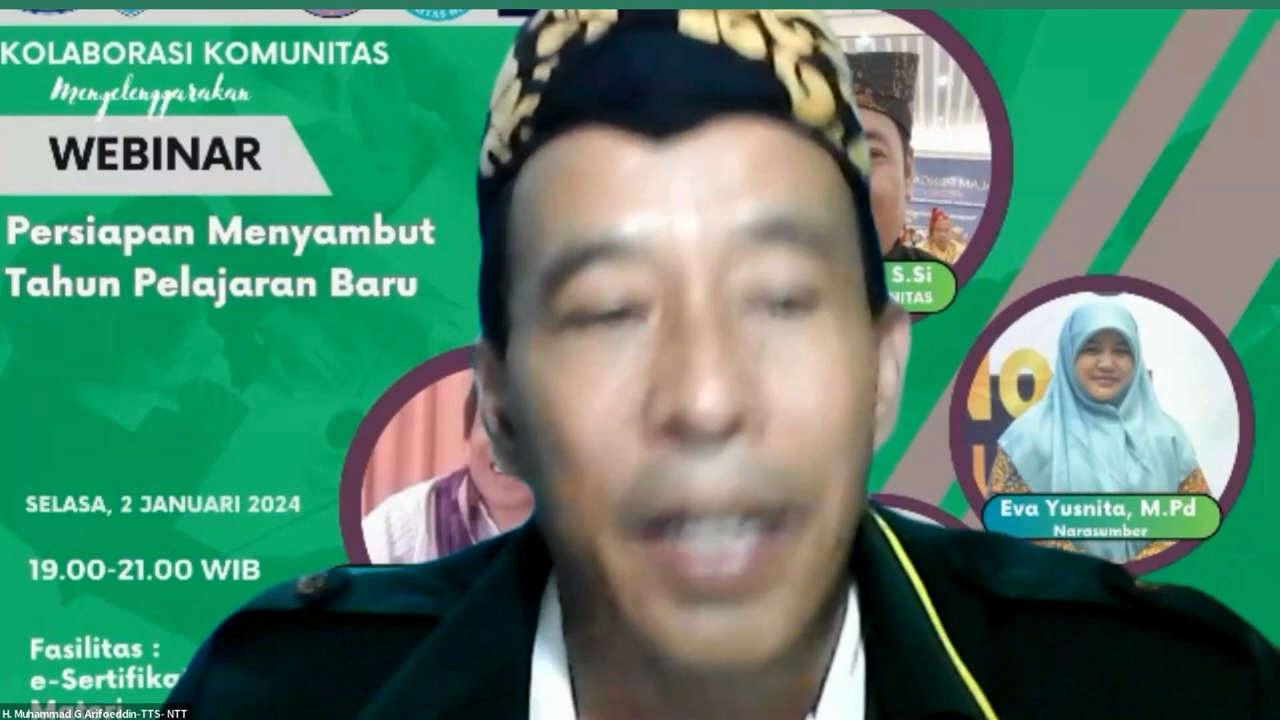 KOLABORASI KOMUNITAS
Menyelenggarakan
WEBINAR
Persiapan Menyambut
Tahun Pelajaran Baru
S.Si
SELASA, 2 JANUARI 2024
19.00-21.00 WIB
Eva Yusnita, M.Pd
Narasumber
Fasilitas :
e-Sertifika
H. Muhammad G Arifoeddin-TTS- NTT